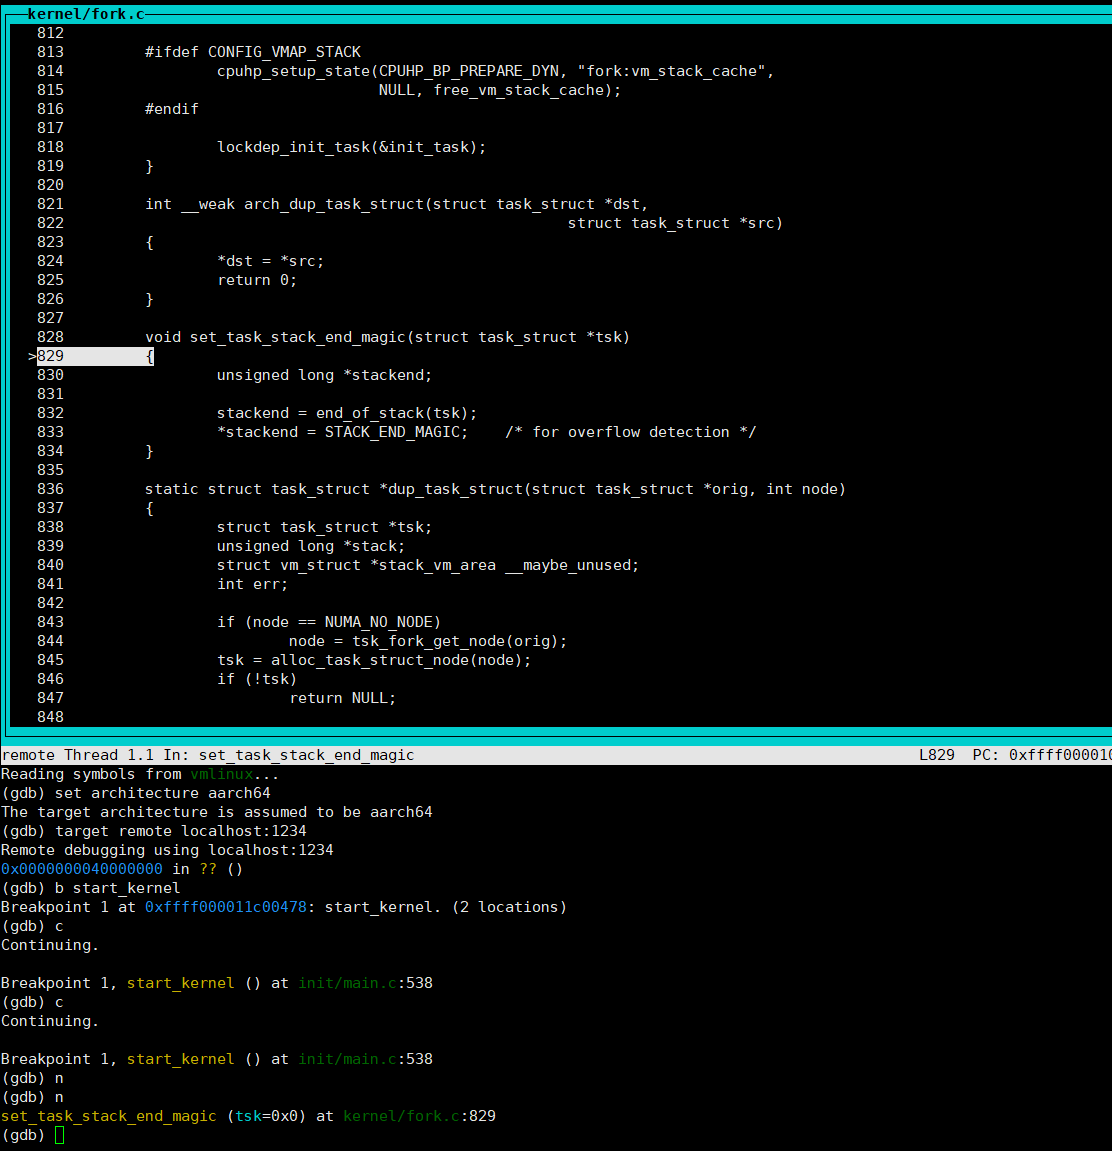 kernel/fork.c
812
813 #ifdef CONFIG_VMAP_STACK
814 cpuhp_setup_state(CPUHP_BP_PREPARE_DYN, "fork:vm_stack_cache",
815 NULL, free_vm_stack_cache);
816 #endif
817
818 lockdep_init_task(&init_task);
819 }
820
821 int __weak arch_dup_task_struct(struct task_struct *dst,
822 struct task_struct *src)
823 {
824 *dst = *src;
825 return 0;
826 }
827
828 void set_task_stack_end_magic(struct task_struct *tsk)
>829 {
830 unsigned long *stackend;
831
832 stackend = end_of_stack(tsk);
833 *stackend = STACK_END_MAGIC; /* for overflow detection */
834 }
835
836 static struct task_struct *dup_task_struct(struct task_struct *orig, int node)
837 {
838 struct task_struct *tsk;
839 unsigned long *stack;
840 struct vm_struct *stack_vm_area __maybe_unused;
841 int err;
842
843 if (node == NUMA_NO_NODE)
844 node = tsk_fork_get_node(orig);
845 tsk = alloc_task_struct_node(node);
846 if (!tsk)
847 return NULL;
848
remote Thread 1.1 In: set_task_stack_end_magic L829 PC: 0xffff000010
Reading symbols from vmlinux...
(gdb) set architecture aarch64
The target architecture is assumed to be aarch64
(gdb) target remote localhost:1234
Remote debugging using localhost:1234
0x0000000040000000 in ?? ()
(gdb) b start_kernel
Breakpoint 1 at 0xffff000011c00478: start_kernel. (2 locations)
(gdb) c
Continuing.
Breakpoint 1, start_kernel () at init/main.c:538
(gdb) c
Continuing.
Breakpoint 1, start_kernel () at init/main.c:538
(gdb) n
(gdb) n
set_task_stack_end_magic (tsk=0x0) at kernel/fork.c:829
(gdb)